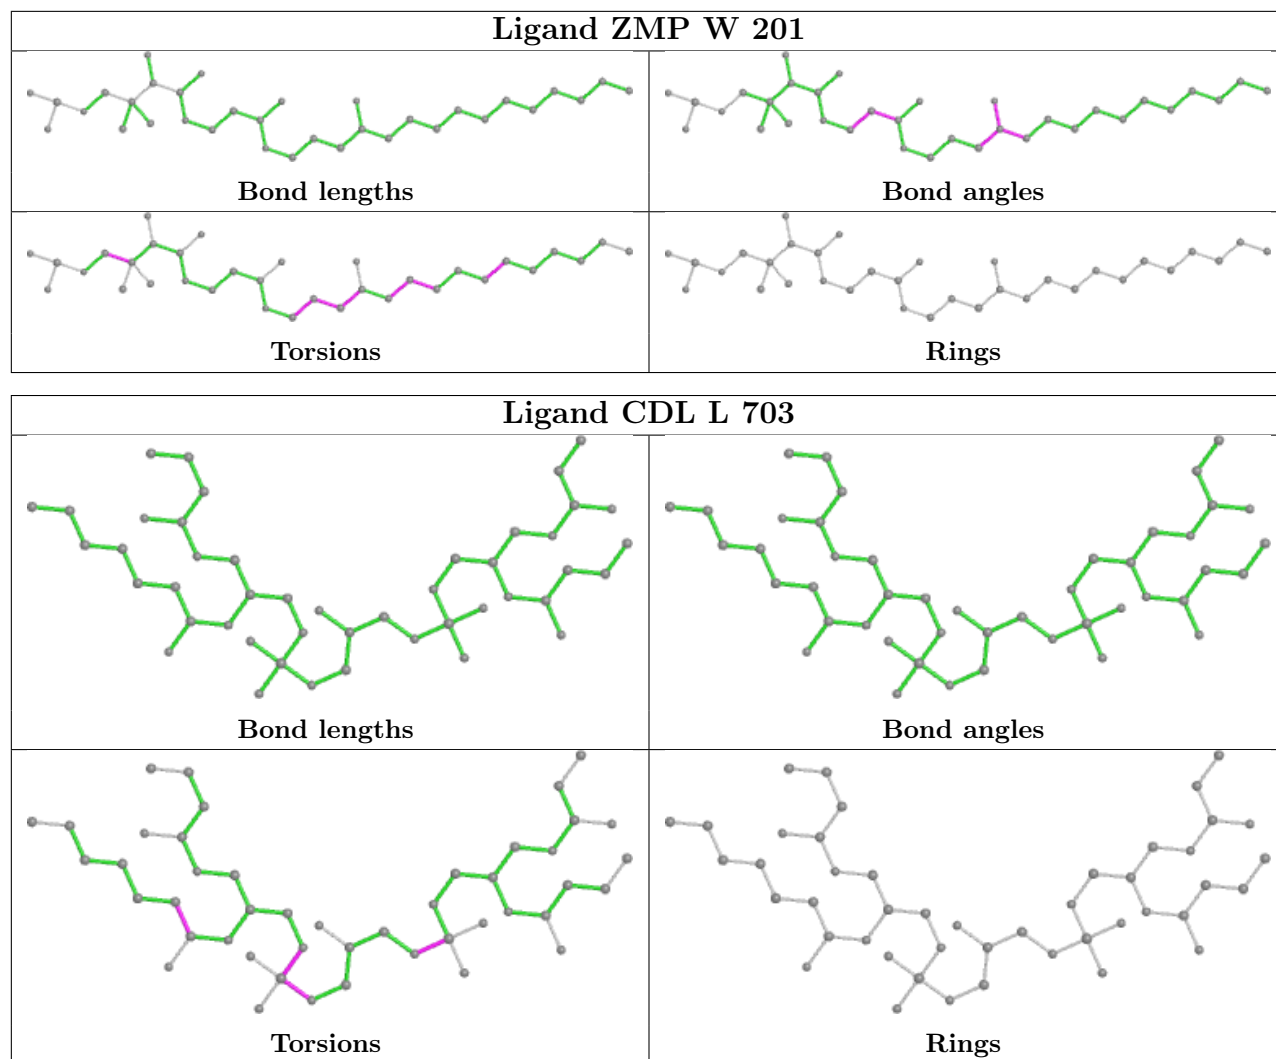 Ligand ZMP W 201
Bond lengths
Bond angles
Torsions
Rings
Ligand CDL L 703
Bond lengths
Bond angles
Torsions
Rings